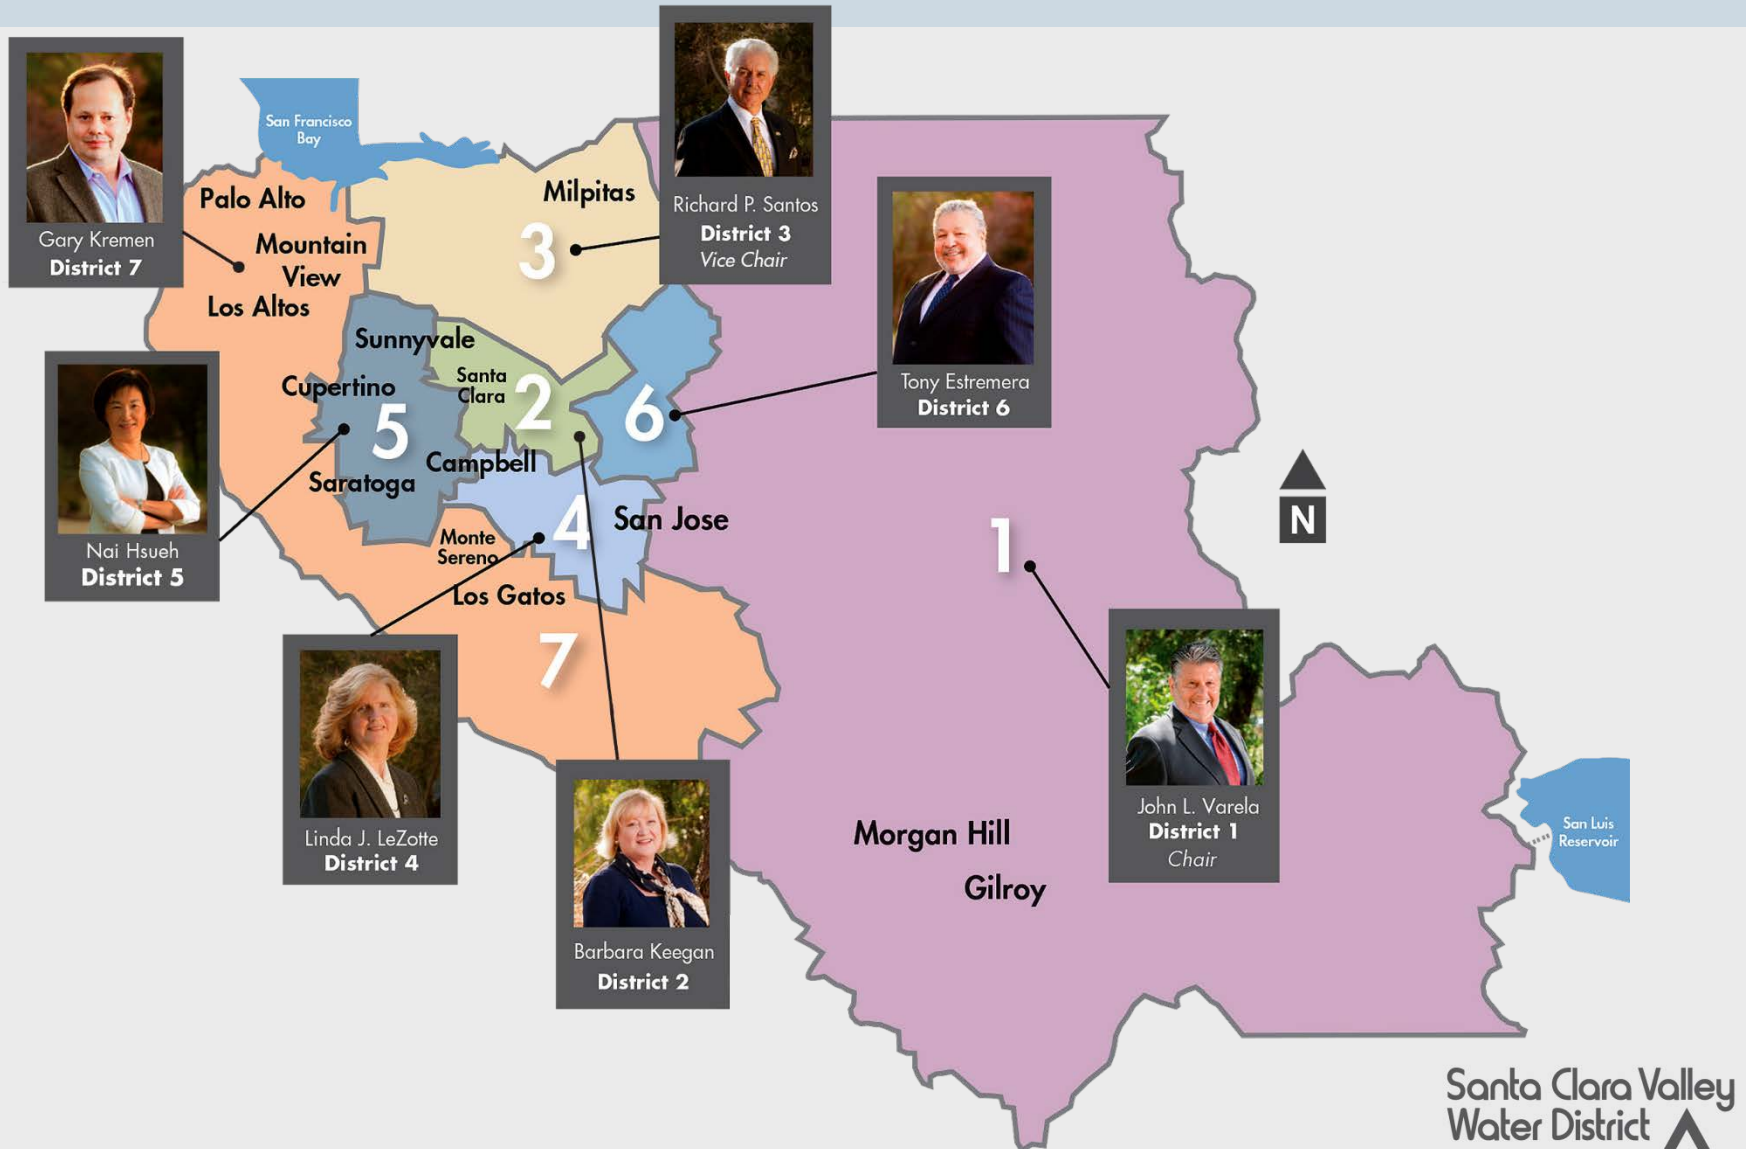 San Francisco
Bay
Gary Kremen
District 7
Richard P. Santos
District 3
Vice Chair
Palo Alto
Mountain
View
Los Altos
Milpitas
3
Tony Estremera
District 6
Sunnyvale
Cupertino
Santa
Clara
2
6
5
Campbell
Saratoga
Nai Hsueh
District 5
4
San Jose
Monte
Sereno
Los Gatos
7
1
N
Linda J. LeZotte
District 4
Barbara Keegan
District 2
John L. Varela
District 1
Chair
Morgan Hill
Gilroy
San Luis
Reservoir
Santa Clara Valley
Water District